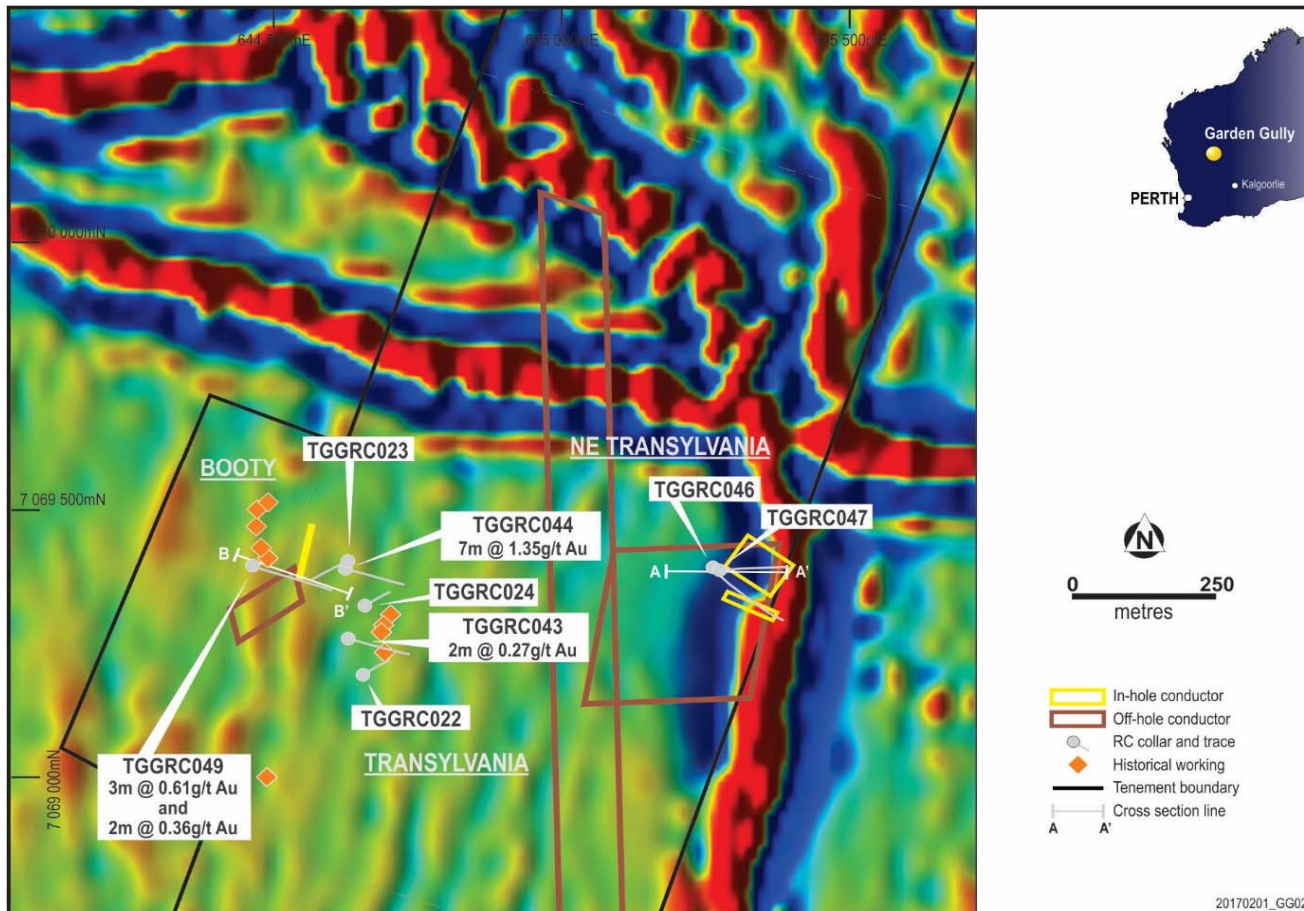 644 500mE
645 500mE
BOOTY
TGGRC023
NE TRANSYLVANIA
7 069 500mN
TGGRC046
TGGRC044
7m @ 1.35g/t Au
TGGRC047
B
A
A'
B'
TGGRC024
TGGRC043
2m @ 0.27g/t Au
TGGRC022
TRANSYLVANIA
7 069 000mN
TGGRC049
3m @ 0.61g/t Au
and
2m @ 0.36g/t Au
Garden Gully
Kalgoorlie
PERTH
N
0
250
metres
In-hole conductor
Off-hole conductor
RC collar and trace
Historical working
Tenement boundary
Cross section line
A
A'
20170201_GG02